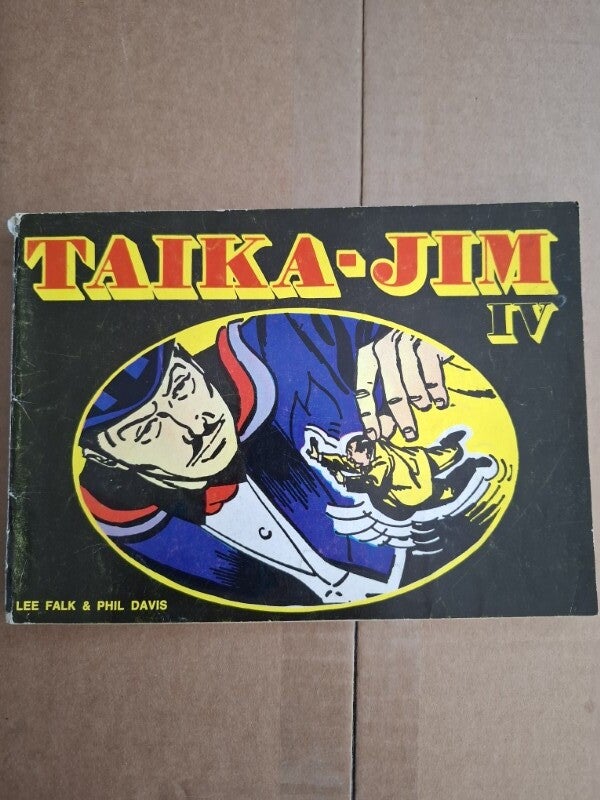 TAIKA-JIM
IV
LEE FALK & PHIL DAVIS